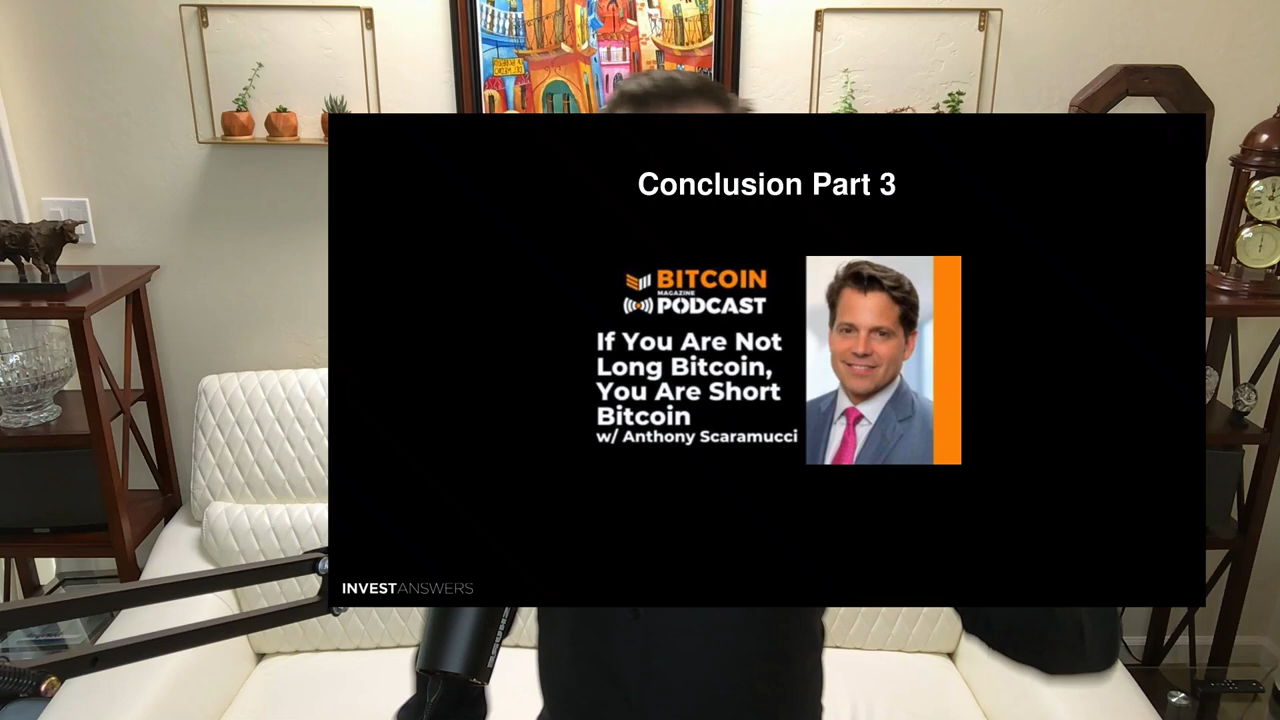 Conclusion Part 3
BITCOIN
MAGAZINE
PODCAST
If You Are Not
Long Bitcoin,
You Are Short
Bitcoin
w/ Anthony Scaramucci
INVESTANSWERS